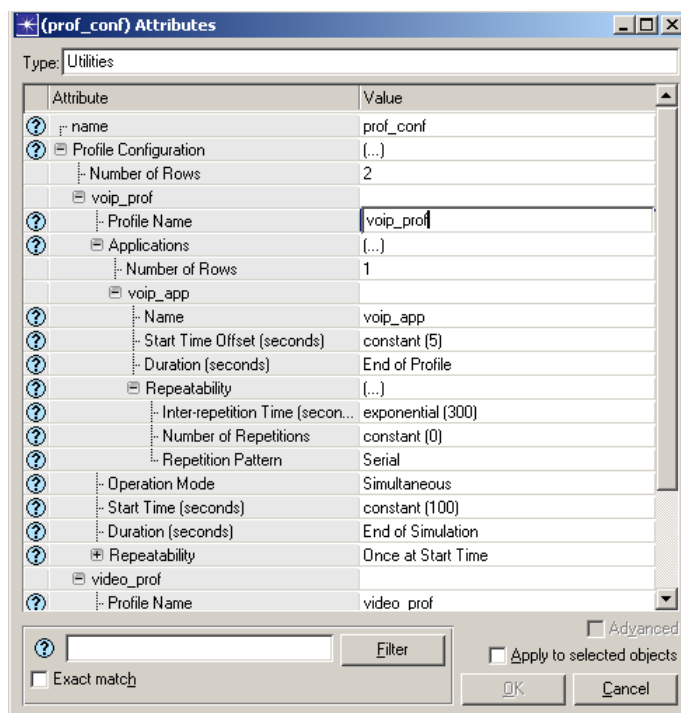 (prof_conf) Attributes
Type: Utilities
Attribute Value
name prof_conf
Profile Configuration (...)
Number of Rows 2
voip_prof
Profile Name voip_prof
Applications (...)
Number of Rows 1
voip_app
Name voip_app
Start Time Offset (seconds) constant (5)
Duration (seconds) End of Profile
Repeatability (...)
Inter-repetition Time (secon... exponential (300)
Number of Repetitions constant (0)
Repetition Pattern Serial
Operation Mode Simultaneous
Start Time (seconds) constant (100)
Duration (seconds) End of Simulation
Repeatability Once at Start Time
video_prof
Profile Name video_prof
Advanced
Filter
Apply to selected objects
Exact match
OK Cancel